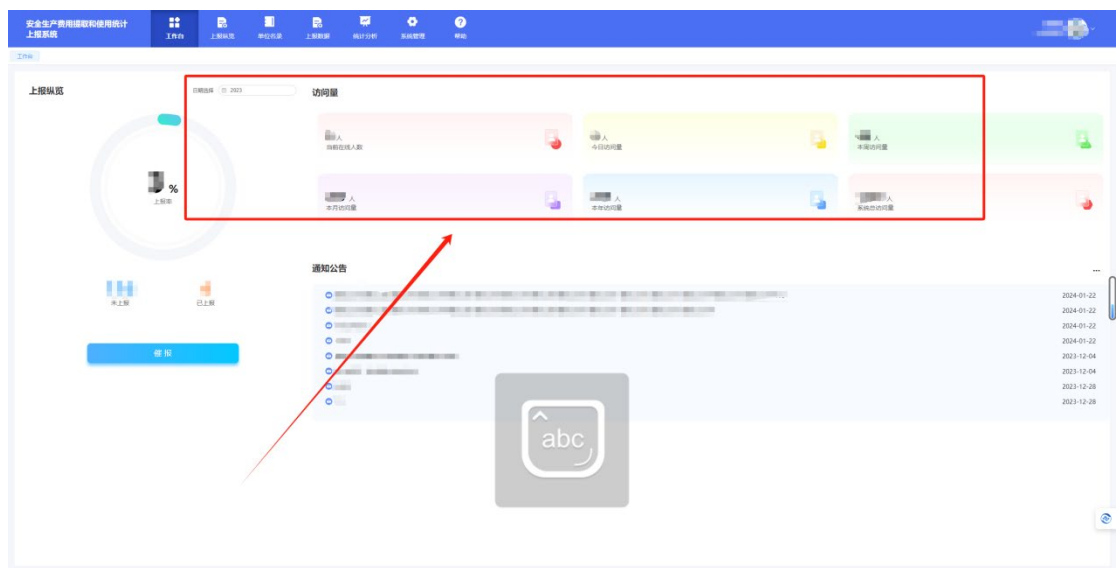 安全生产费用提取和使用统计
上报系统
工作台
上报纵览
单位名录
上报数据
统计分析
系统管理
帮助
工作台
上报纵览
日期选择
2023
访问量
人
当前在线人数
人
今日访问量
人
本周访问量
%
上报率
人
本月访问量
人
本年访问量
人
系统总访问量
通知公告
...
未上报
已上报
催报
2024-01-22
2024-01-22
2024-01-22
2024-01-22
2023-12-04
2023-12-04
2023-12-28
2023-12-28
abc